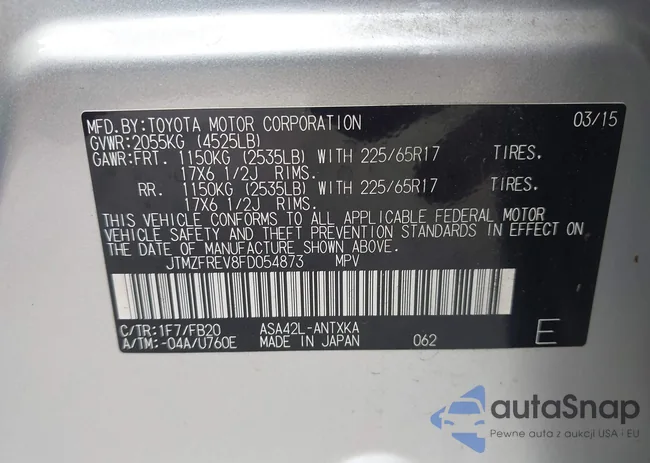 MFD.BY:TOYOTA MOTOR CORPORATION 03/15
GVWR:2055KG (4525LB)
GAWR:FRT. 1150KG (2535LB) WITH 225/65R17 TIRES.
17X6 1/2J RIMS.
RR. 1150KG (2535LB) WITH 225/65R17 TIRES.
17X6 1/2J RIMS.
THIS VEHICLE CONFORMS TO ALL APPLICABLE FEDERAL MOTOR
VEHICLE SAFETY AND THEFT PREVENTION STANDARDS IN EFFECT ON
THE DATE OF MANUFACTURE SHOWN ABOVE.
JTMZFREV8FD054873 MPV
C/TR:1F7/FB20 ASA42L-ANTXKA
A/TM:-04A/U760E MADE IN JAPAN 062 E
autaSnap
Pewne auta z aukcji USA i EU